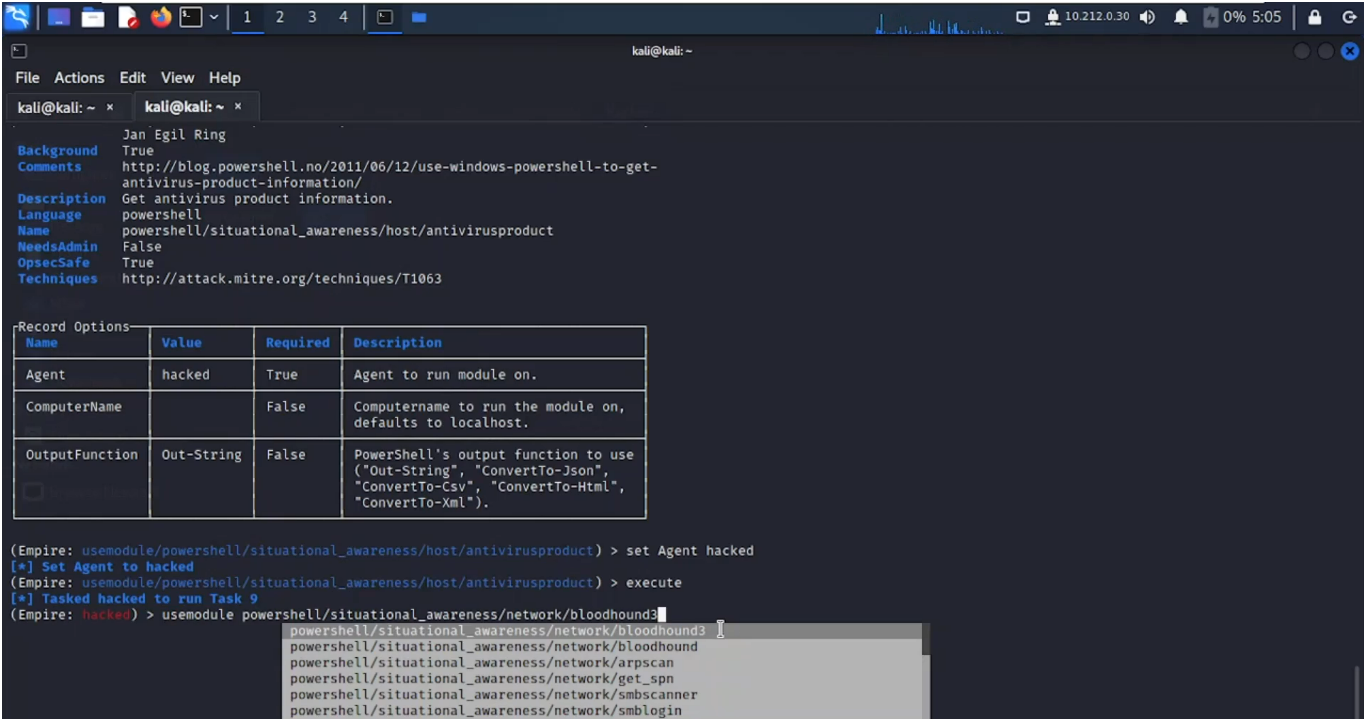 1 2 3 4 10.212.0.30 0% 5:05
kali@kali: ~
File Actions Edit View Help
kali@kali: ~ × kali@kali: ~ ×
Jan Egil Ring
Background True
Comments http://blog.powershell.no/2011/06/12/use-windows-powershell-to-get-
antivirus-product-information/
Description Get antivirus product information.
Language powershell
Name powershell/situational_awareness/host/antivirusproduct
NeedsAdmin False
OpsecSafe True
Techniques http://attack.mitre.org/techniques/T1063
Record Options
Name Value Required Description
Agent hacked True Agent to run module on.
ComputerName False Computername to run the module on,
defaults to localhost.
OutputFunction Out-String False PowerShell's output function to use
("Out-String", "ConvertTo-Json",
"ConvertTo-Csv", "ConvertTo-Html",
"ConvertTo-Xml").
(Empire: usemodule/powershell/situational_awareness/host/antivirusproduct) > set Agent hacked
[*] Set Agent to hacked
(Empire: usemodule/powershell/situational_awareness/host/antivirusproduct) > execute
[*] Tasked hacked to run Task 9
(Empire: hacked) > usemodule powershell/situational_awareness/network/bloodhound3
powershell/situational_awareness/network/bloodhound3
powershell/situational_awareness/network/bloodhound
powershell/situational_awareness/network/arpscan
powershell/situational_awareness/network/get_spn
powershell/situational_awareness/network/smbscanner
powershell/situational_awareness/network/smblogin